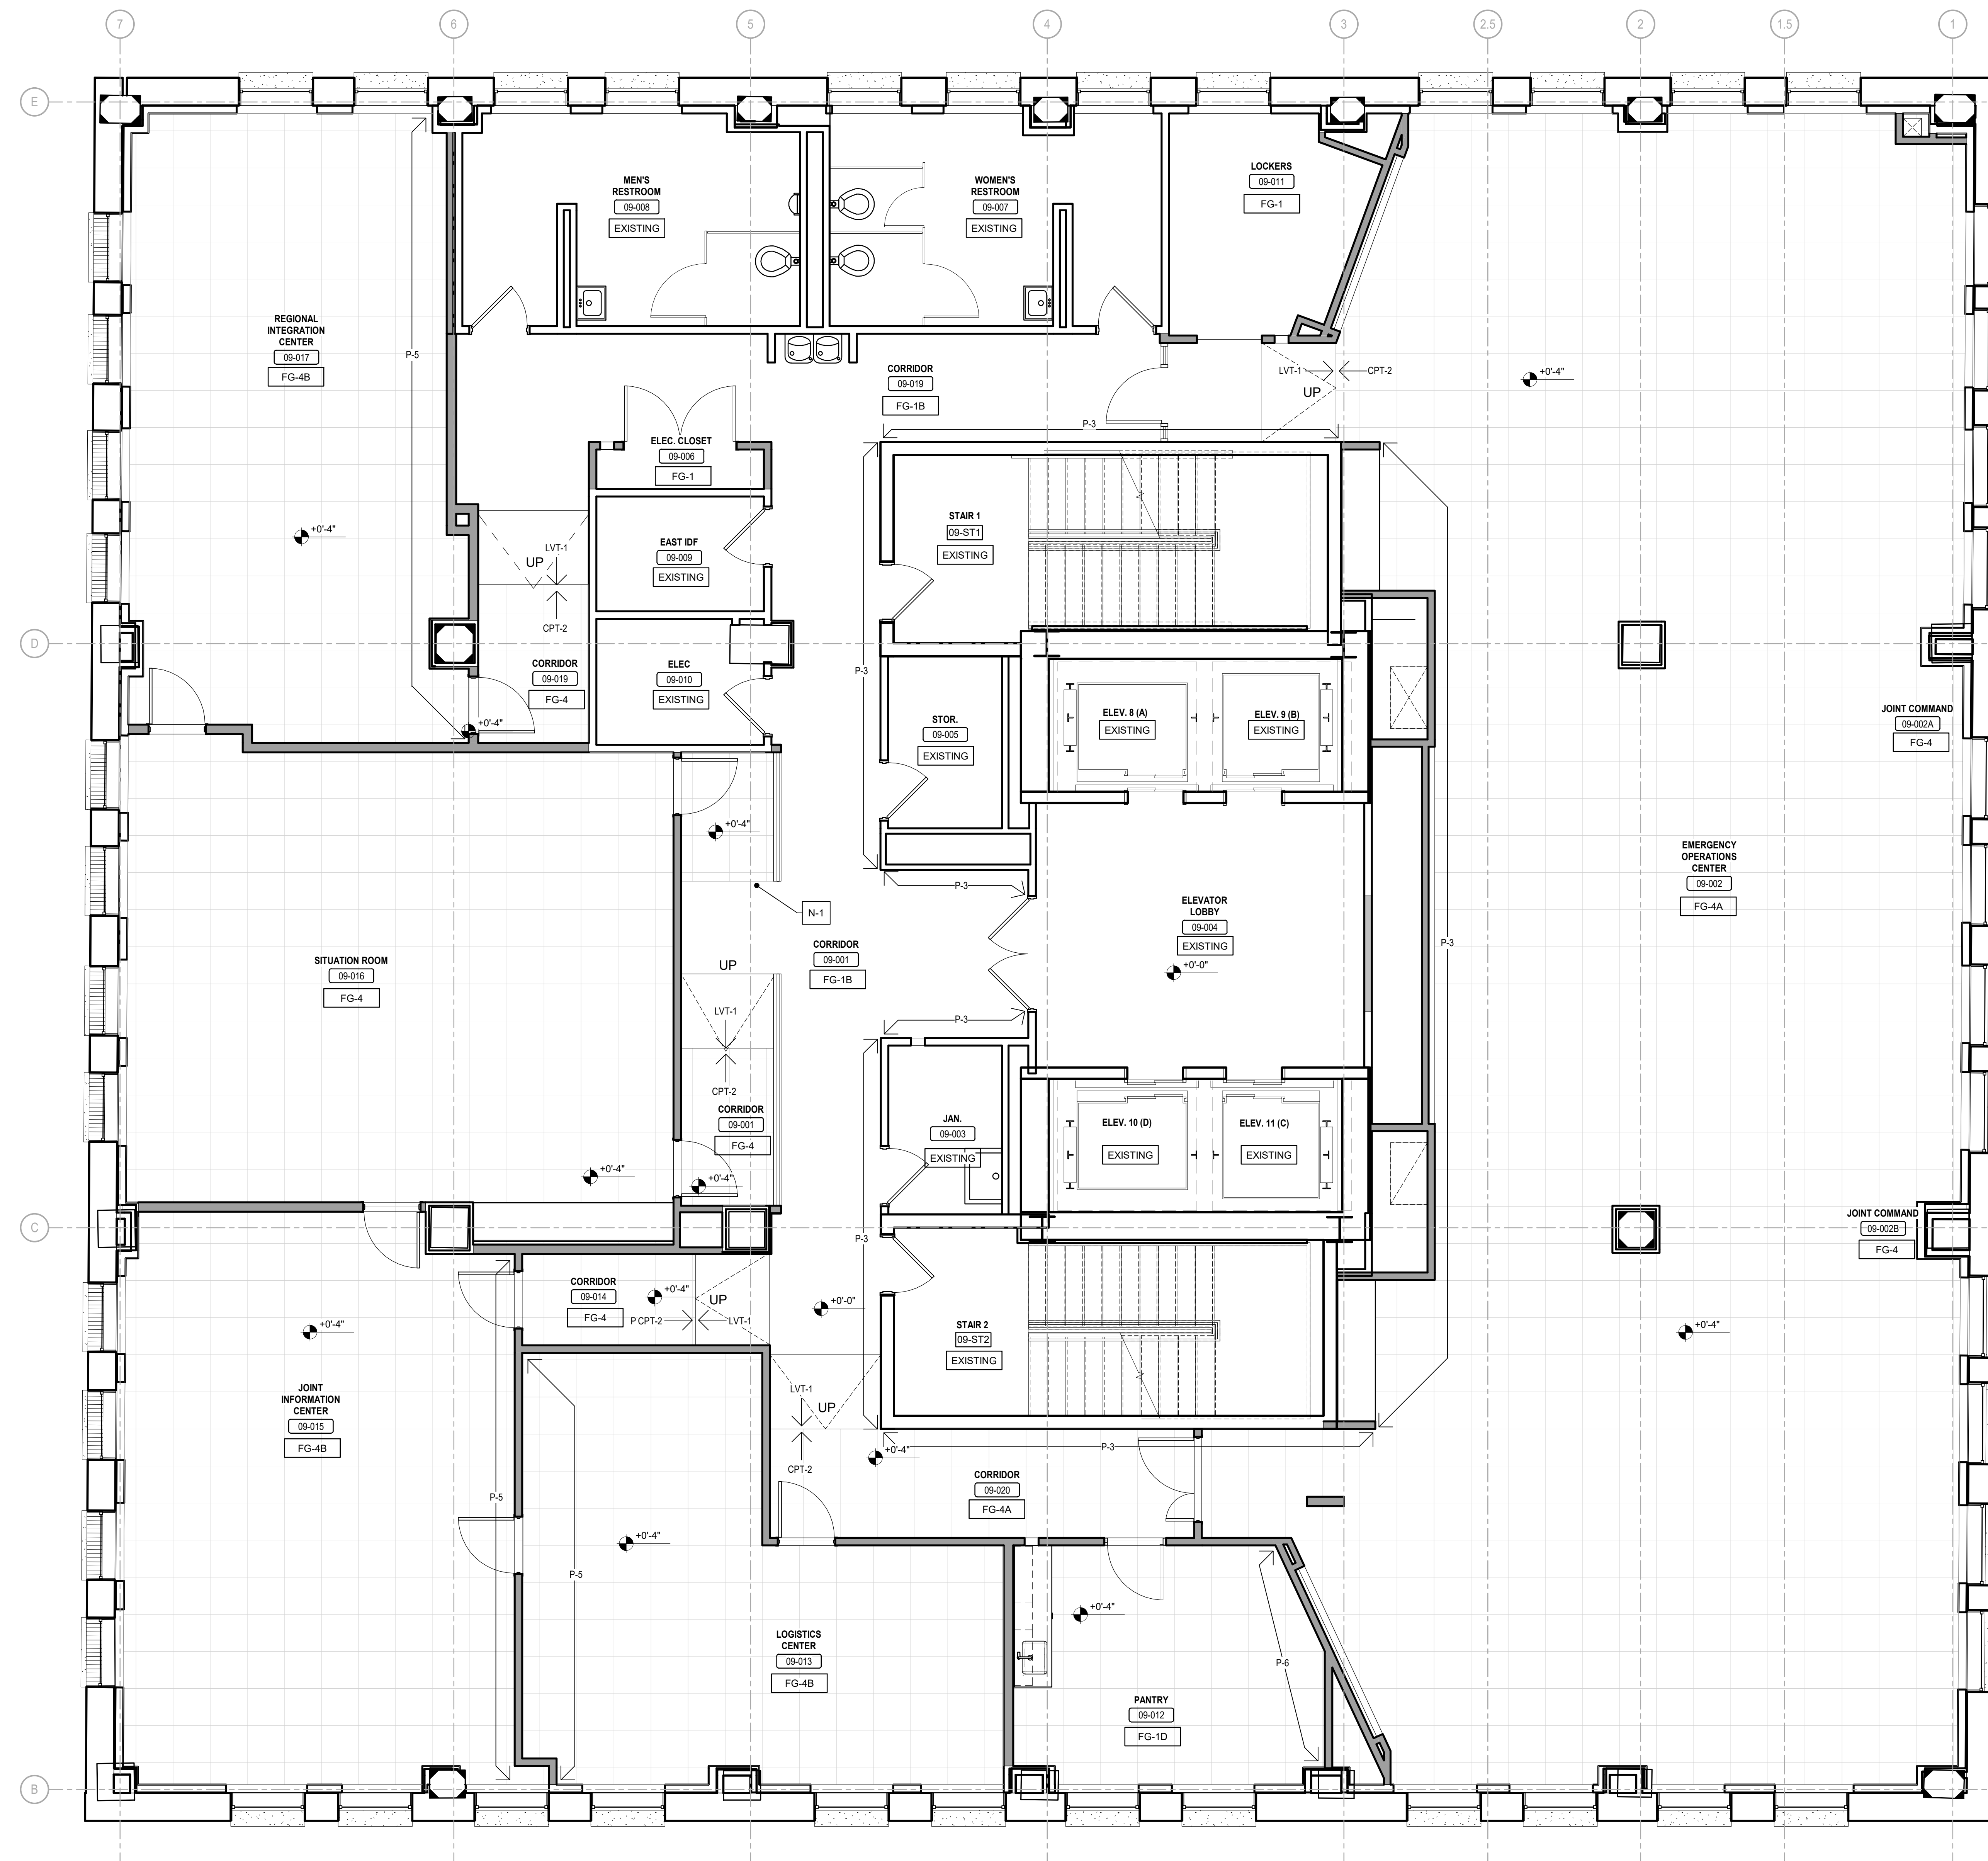 7
6
5
4
3
2.5
2
1.5
1
E
D
C
B
MEN'S
RESTROOM
09-008
EXISTING
WOMEN'S
RESTROOM
09-007
EXISTING
LOCKERS
09-011
FG-1
REGIONAL
INTEGRATION
CENTER
09-017
FG-4B
P-5
+0'-4"
CORRIDOR
09-019
FG-1B
P-3
LVT-1
CPT-2
UP
+0'-4"
ELEC. CLOSET
09-006
FG-1
EAST IDF
09-009
EXISTING
LVT-1
UP
CPT-2
CORRIDOR
09-019
FG-4
+0'-4"
ELEC
09-010
EXISTING
STAIR 1
09-ST1
EXISTING
P-3
STOR.
09-005
EXISTING
ELEV. 8 (A)
EXISTING
ELEV. 9 (B)
EXISTING
JOINT COMMAND
09-002A
FG-4
+0'-4"
N-1
P-3
ELEVATOR
LOBBY
09-004
EXISTING
+0'-0"
EMERGENCY
OPERATIONS
CENTER
09-002
FG-4A
P-3
SITUATION ROOM
09-016
FG-4
+0'-4"
UP
LVT-1
CPT-2
CORRIDOR
09-001
FG-1B
P-3
CORRIDOR
09-001
FG-4
+0'-4"
JAN.
09-003
EXISTING
ELEV. 10 (D)
EXISTING
ELEV. 11 (C)
EXISTING
JOINT COMMAND
09-002B
FG-4
P-3
CORRIDOR
09-014
FG-4
+0'-4"
UP
P CPT-2
LVT-1
+0'-0"
STAIR 2
09-ST2
EXISTING
+0'-4"
+0'-4"
JOINT
INFORMATION
CENTER
09-015
FG-4B
P-5
LVT-1
UP
CPT-2
+0'-4"
P-3
CORRIDOR
09-020
FG-4A
+0'-4"
P-5
LOGISTICS
CENTER
09-013
FG-4B
+0'-4"
P-6
PANTRY
09-012
FG-1D